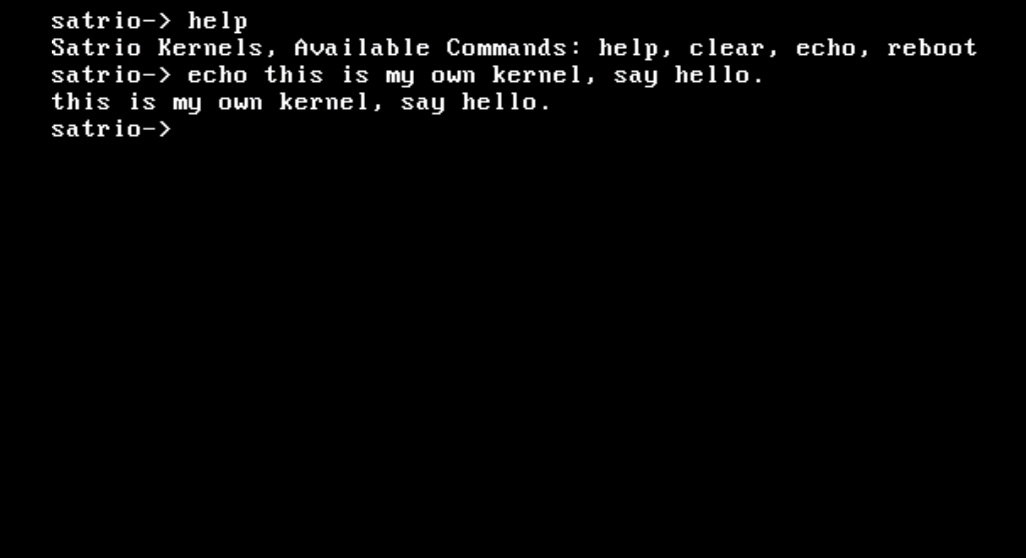 satrio-> help
Satrio Kernels, Available Commands: help, clear, echo, reboot
satrio-> echo this is my own kernel, say hello.
this is my own kernel, say hello.
satrio->